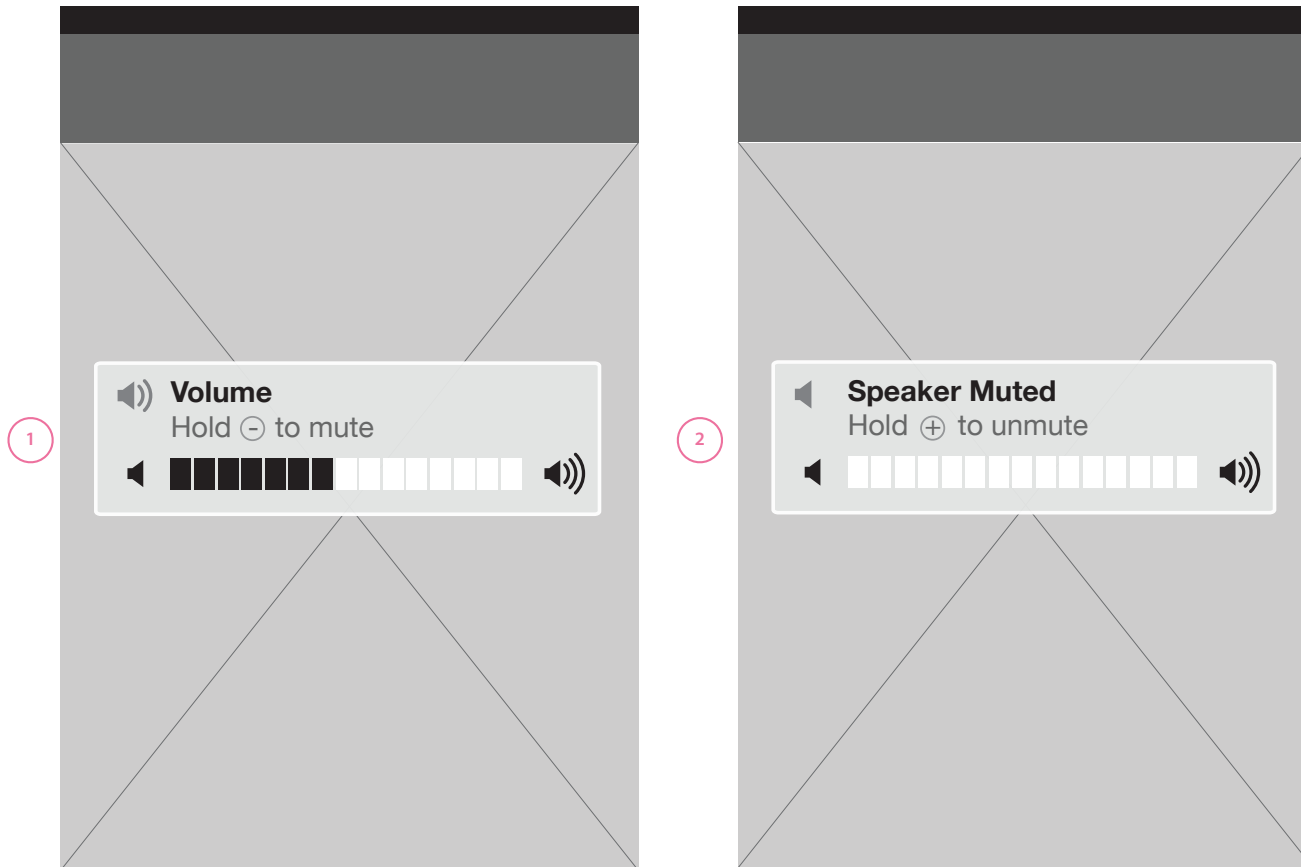 1
Volume
Hold - to mute
2
Speaker Muted
Hold + to unmute